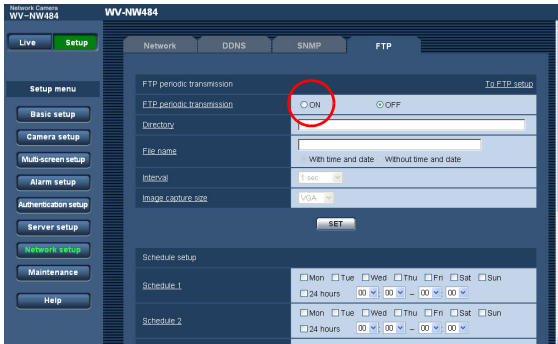 Network Camera
WV-NW484
WV-NW484
Live Setup
Network DDNS SNMP FTP
Setup menu
Basic setup
Camera setup
Multi-screen setup
Alarm setup
Authentication setup
Server setup
Network setup
Maintenance
Help
FTP periodic transmission To FTP setup
FTP periodic transmission ON OFF
Directory
File name
With time and date Without time and date
Interval 1 sec
Image capture size VGA
SET
Schedule setup
Schedule 1
Mon Tue Wed Thu Fri Sat Sun
24 hours 00 : 00 – 00 : 00
Schedule 2
Mon Tue Wed Thu Fri Sat Sun
24 hours 00 : 00 – 00 : 00